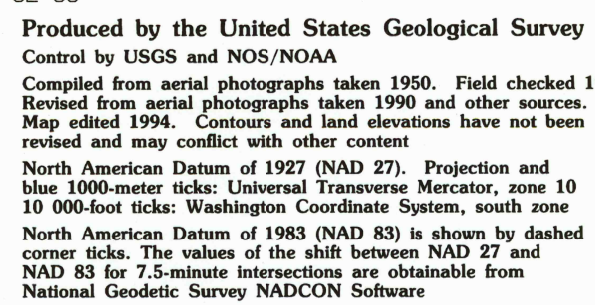 Produced by the United States Geological Survey
Control by USGS and NOS/NOAA
Compiled from aerial photographs taken 1950. Field checked 1
Revised from aerial photographs taken 1990 and other sources.
Map edited 1994. Contours and land elevations have not been
revised and may conflict with other content
North American Datum of 1927 (NAD 27). Projection and
blue 1000-meter ticks: Universal Transverse Mercator, zone 10
10 000-foot ticks: Washington Coordinate System, south zone
North American Datum of 1983 (NAD 83) is shown by dashed
corner ticks. The values of the shift between NAD 27 and
NAD 83 for 7.5-minute intersections are obtainable from
National Geodetic Survey NADCON Software